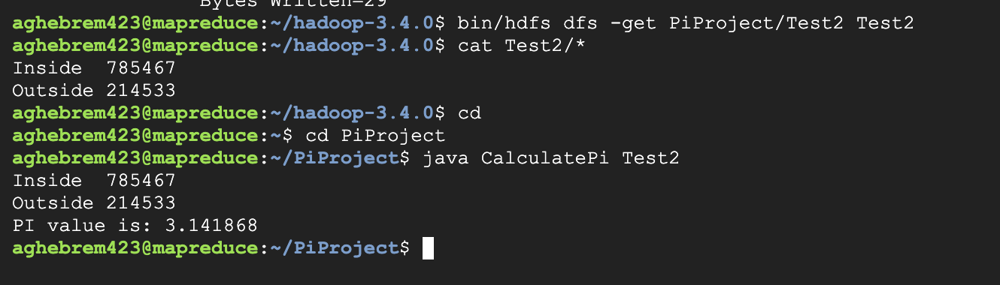 Bytes Written=29
aghebrem423@mapreduce:~/hadoop-3.4.0$ bin/hdfs dfs -get PiProject/Test2 Test2
aghebrem423@mapreduce:~/hadoop-3.4.0$ cat Test2/*
Inside  785467
Outside 214533
aghebrem423@mapreduce:~/hadoop-3.4.0$ cd
aghebrem423@mapreduce:~$ cd PiProject
aghebrem423@mapreduce:~/PiProject$ java CalculatePi Test2
Inside  785467
Outside 214533
PI value is: 3.141868
aghebrem423@mapreduce:~/PiProject$